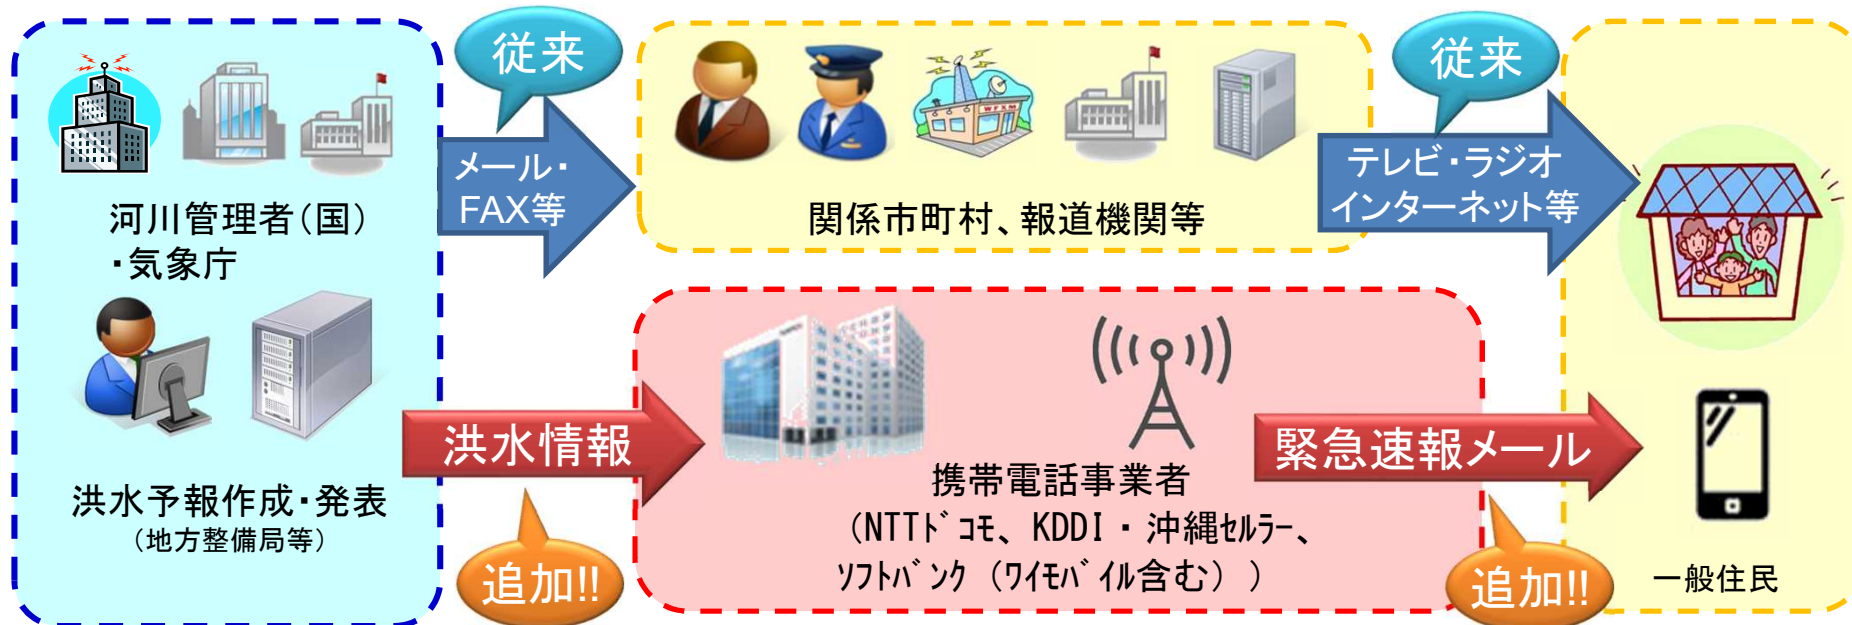 従来
従来
メール・
FAX等
テレビ・ラジオ
インターネット等
WFXM
河川管理者(国)
・気象庁
関係市町村、報道機関等
洪水情報
緊急速報メール
携帯電話事業者
(NTTドコモ、KDDI・沖縄セルラー、
ソフトバンク(ワイモバイル含む))
洪水予報作成・発表
(地方整備局等)
追加!!
追加!!
一般住民